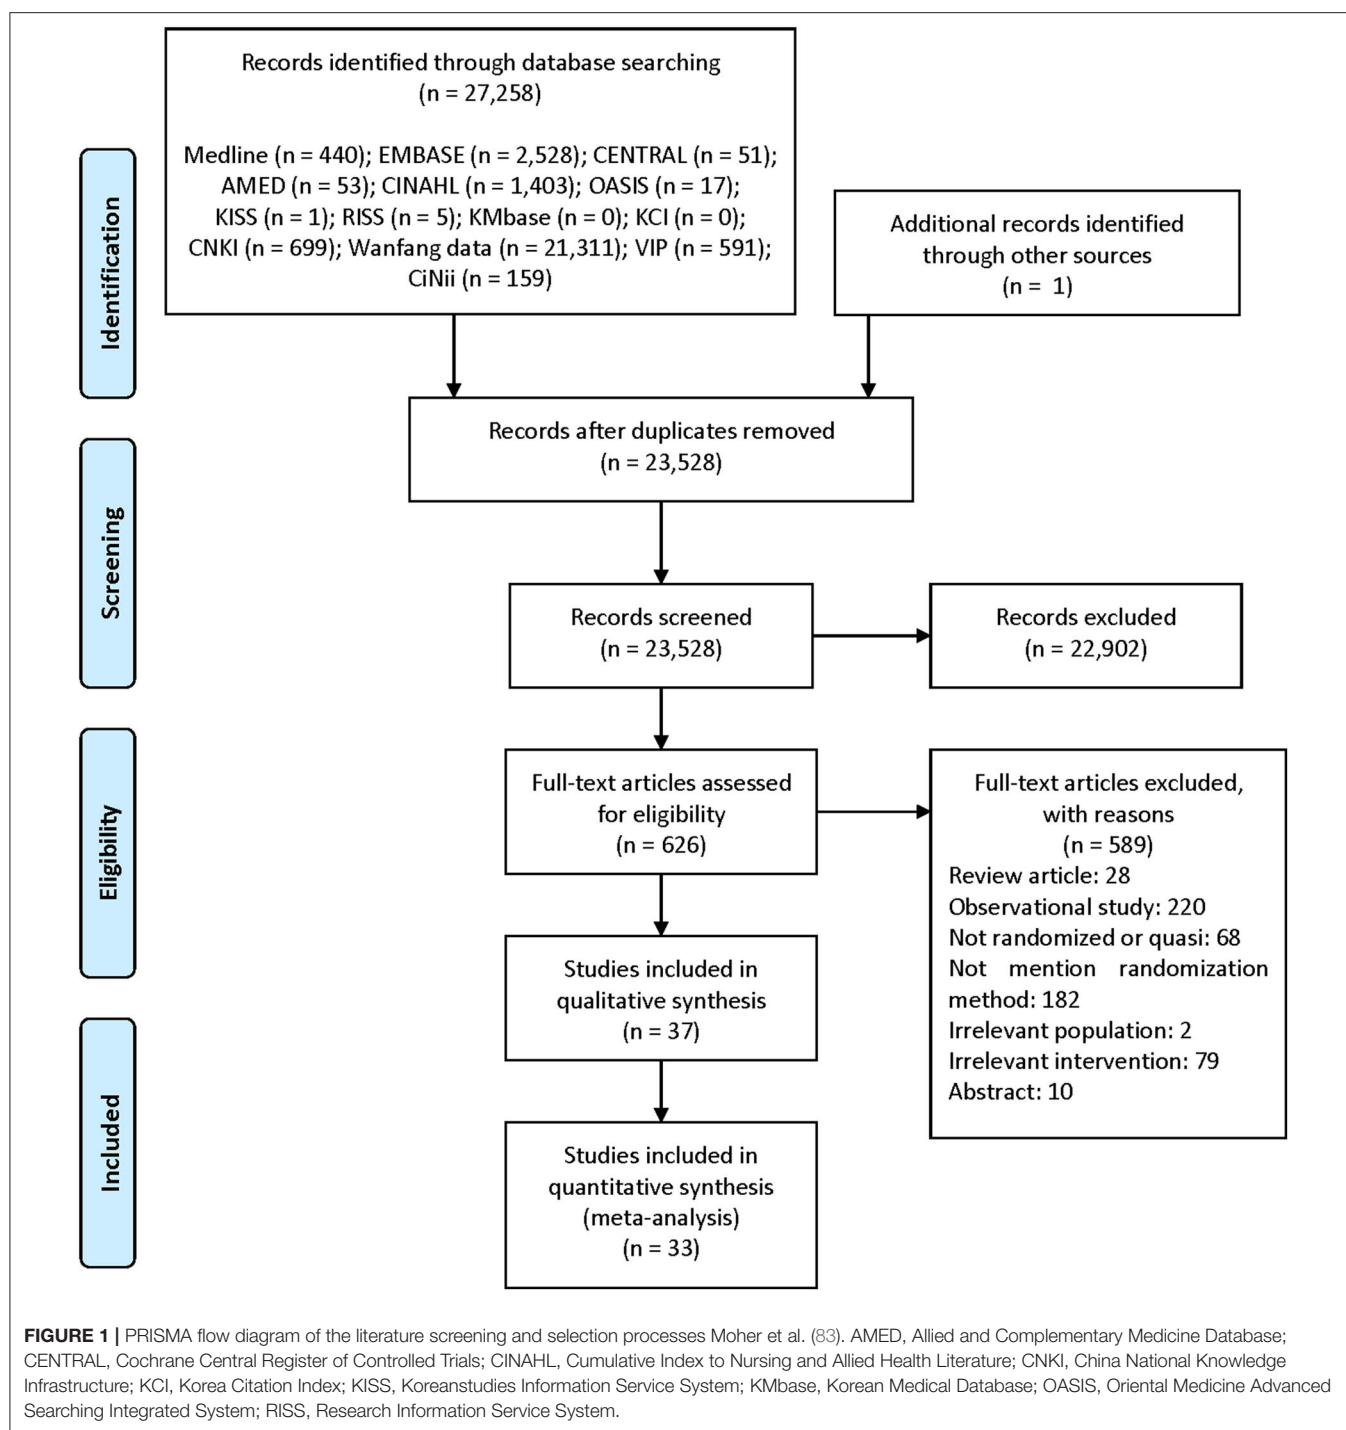 Records identified through database searching
(n = 27,258)
Medline (n = 440); EMBASE (n = 2,528); CENTRAL (n = 51);
AMED (n = 53); CINAHL (n = 1,403); OASIS (n = 17);
KISS (n = 1); RISS (n = 5); KMbase (n = 0); KCI (n = 0);
CNKI (n = 699); Wanfang data (n = 21,311); VIP (n = 591);
CiNii (n = 159)
Additional records identified
through other sources
(n = 1)
Identification
Records after duplicates removed
(n = 23,528)
Screening
Records screened
(n = 23,528)
Records excluded
(n = 22,902)
Eligibility
Full-text articles assessed
for eligibility
(n = 626)
Full-text articles excluded,
with reasons
(n = 589)
Review article: 28
Observational study: 220
Not randomized or quasi: 68
Not mention randomization
method: 182
Irrelevant population: 2
Irrelevant intervention: 79
Abstract: 10
Studies included in
qualitative synthesis
(n = 37)
Included
Studies included in
quantitative synthesis
(meta-analysis)
(n = 33)
FIGURE 1 | PRISMA flow diagram of the literature screening and selection processes Moher et al. (83). AMED, Allied and Complementary Medicine Database;
CENTRAL, Cochrane Central Register of Controlled Trials; CINAHL, Cumulative Index to Nursing and Allied Health Literature; CNKI, China National Knowledge
Infrastructure; KCI, Korea Citation Index; KISS, Koreanstudies Information Service System; KMbase, Korean Medical Database; OASIS, Oriental Medicine Advanced
Searching Integrated System; RISS, Research Information Service System.